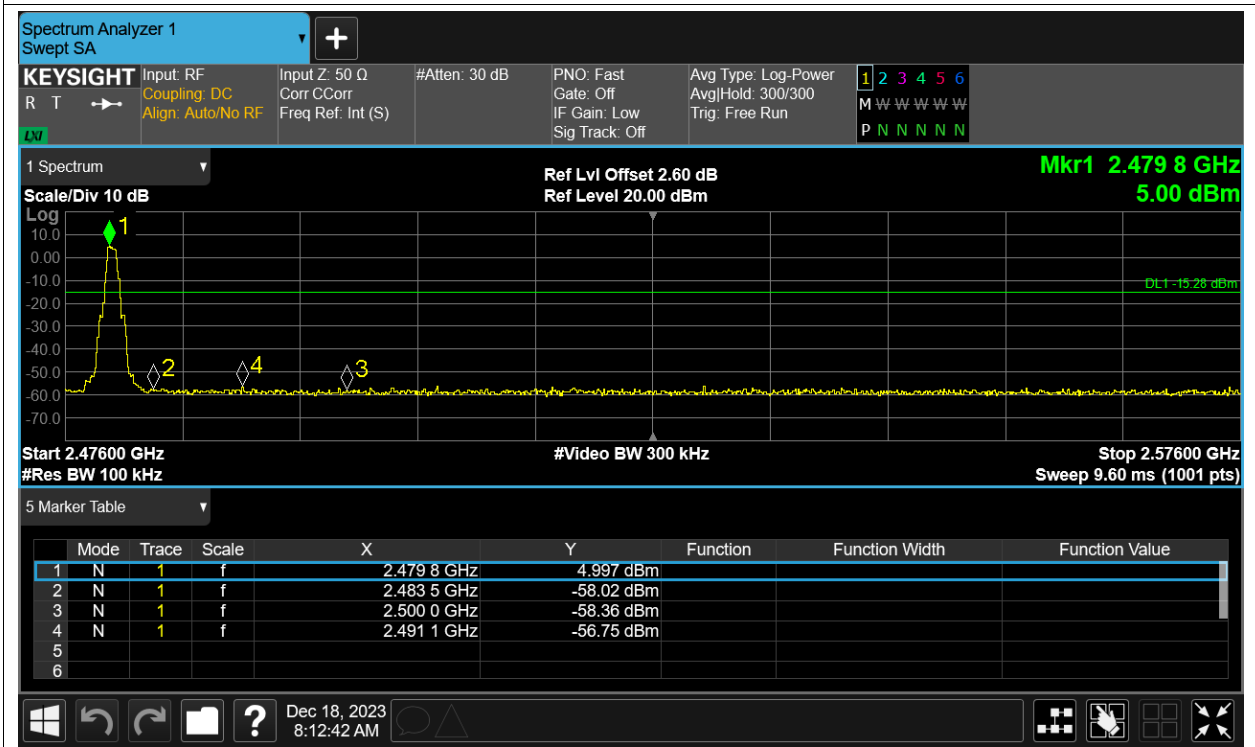 Spectrum Analyzer 1
Swept SA
KEYSIGHT Input: RF Input Z: 50 Ω #Atten: 30 dB PNO: Fast Avg Type: Log-Power 1 2 3 4 5 6
R T Coupling: DC Corr CCorr Gate: Off Avg|Hold: 300/300 M W W W W W
Align: Auto/No RF Freq Ref: Int (S) IF Gain: Low Trig: Free Run
LXI Sig Track: Off P N N N N N
1 Spectrum Ref Lvl Offset 2.60 dB Mkr1 2.479 8 GHz
Scale/Div 10 dB Ref Level 20.00 dBm 5.00 dBm
Log
1
10.0
0.00
-10.0
DL1 -15.28 dBm
-20.0
-30.0
-40.0
2 4 3
-50.0
-60.0
-70.0
Start 2.47600 GHz #Video BW 300 kHz Stop 2.57600 GHz
#Res BW 100 kHz Sweep 9.60 ms (1001 pts)
5 Marker Table
Mode Trace Scale X Y Function Function Width Function Value
1 N 1 f 2.479 8 GHz 4.997 dBm
2 N 1 f 2.483 5 GHz -58.02 dBm
3 N 1 f 2.500 0 GHz -58.36 dBm
4 N 1 f 2.491 1 GHz -56.75 dBm
5
6
? Dec 18, 2023
8:12:42 AM